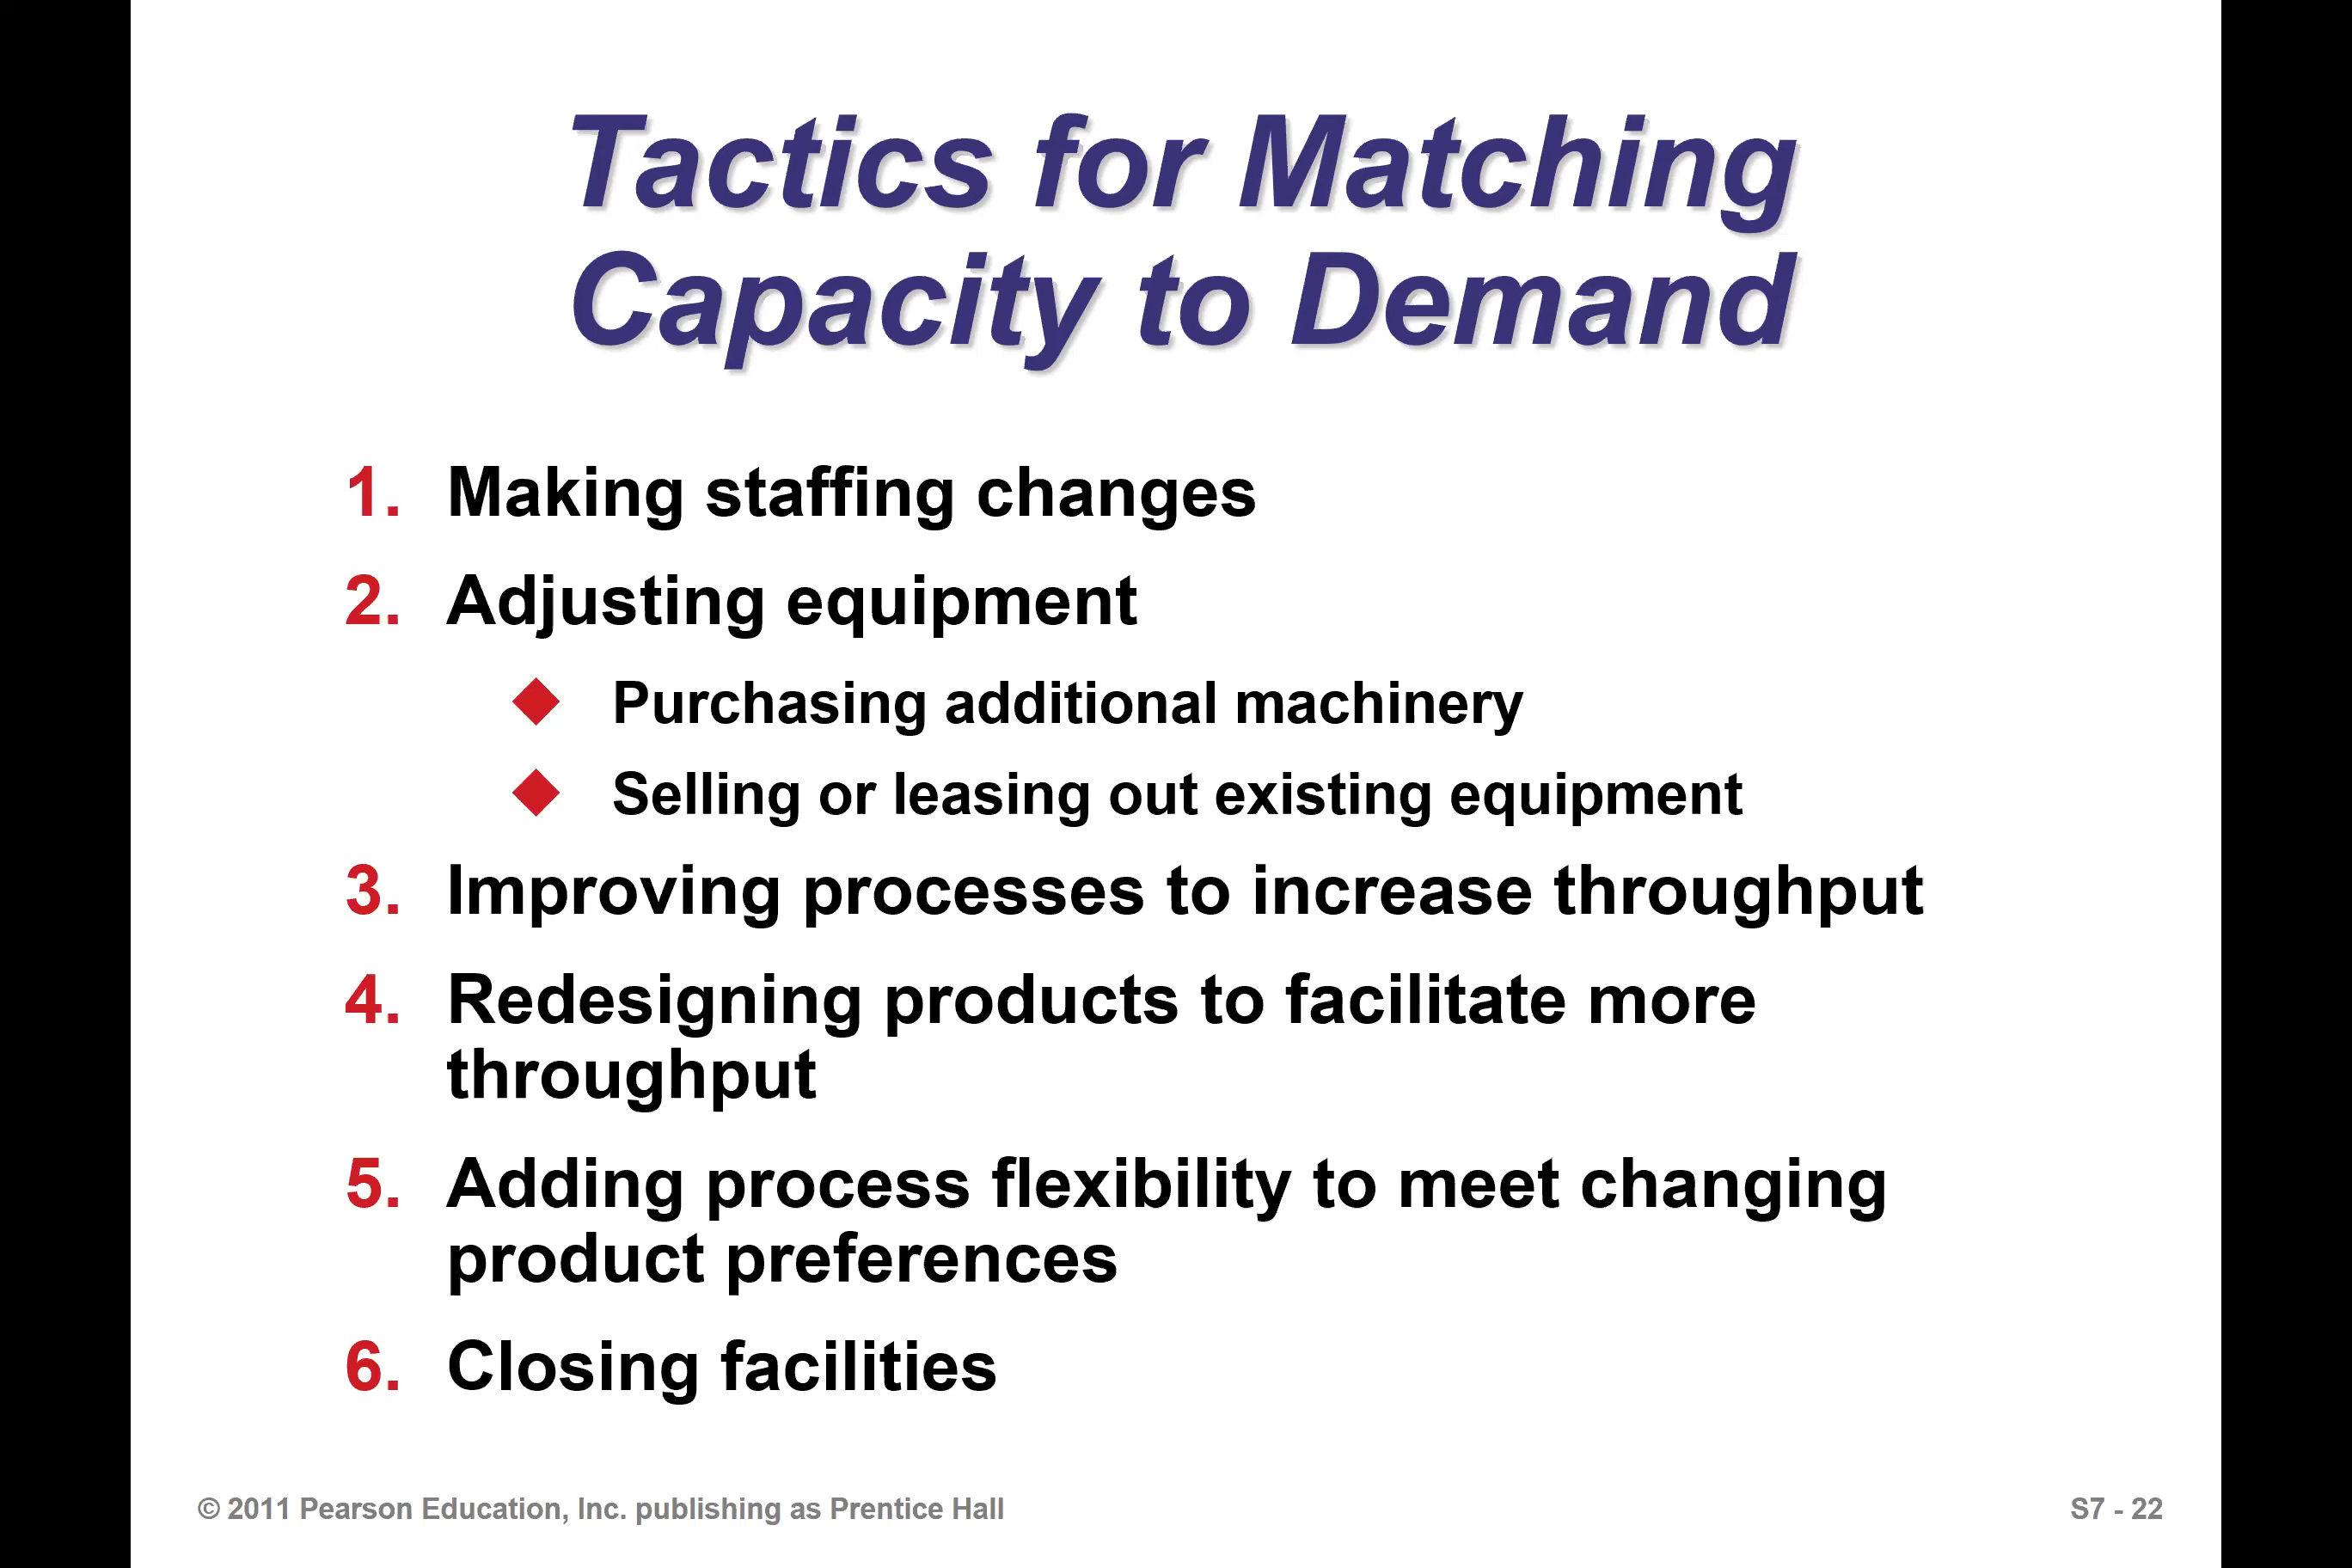 Tactics for Matching
Capacity to Demand
1. Making staffing changes
2. Adjusting equipment
◆ Purchasing additional machinery
◆ Selling or leasing out existing equipment
3. Improving processes to increase throughput
4. Redesigning products to facilitate more
throughput
5. Adding process flexibility to meet changing
product preferences
6. Closing facilities
© 2011 Pearson Education, Inc. publishing as Prentice Hall
S7 - 22